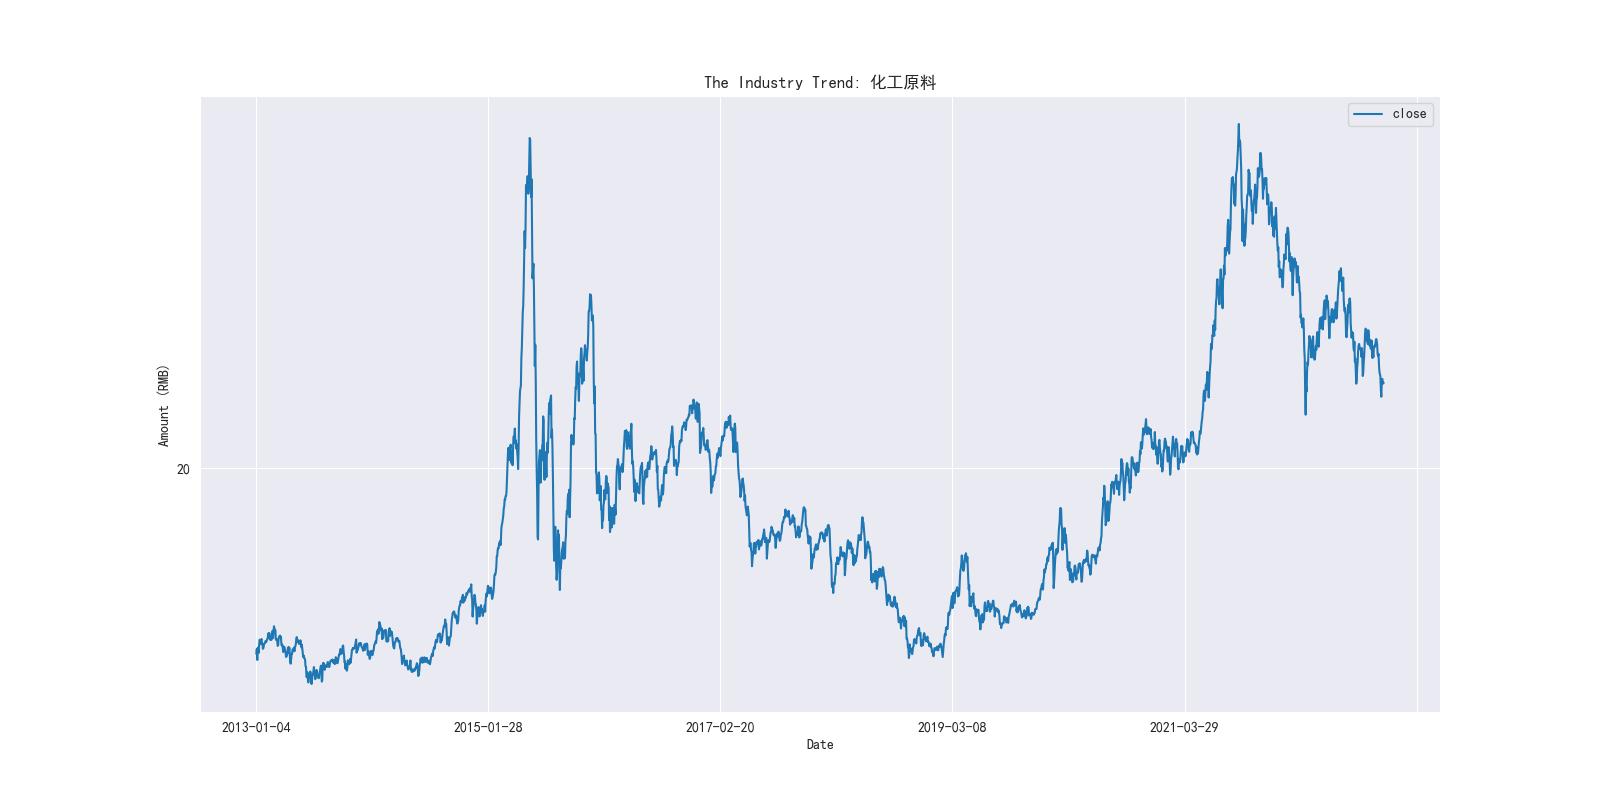 The Industry Trend: 化工原料
close
Amount (RMB)
20
2013-01-04
2015-01-28
2017-02-20
2019-03-08
2021-03-29
Date